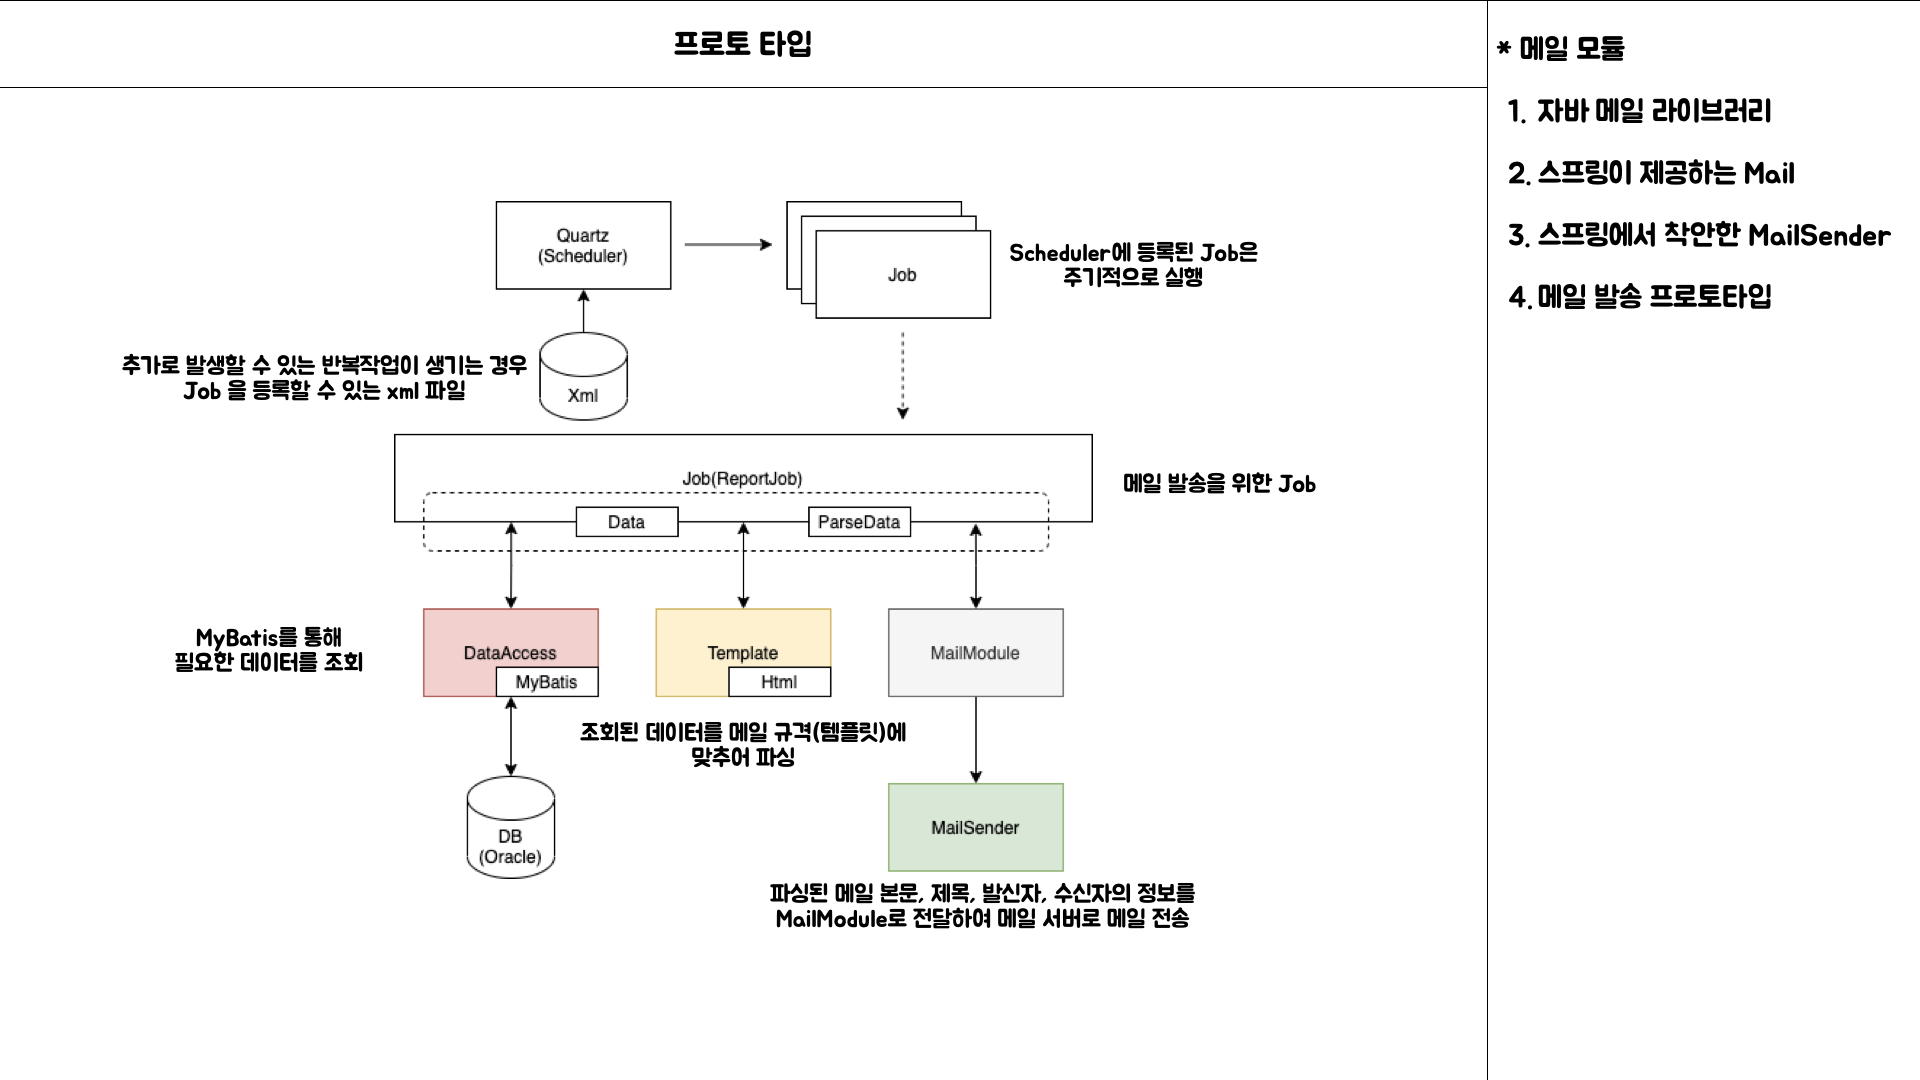 프로토 타입
* 메일 모듈
1. 자바 메일 라이브러리
2. 스프링이 제공하는 Mail
3. 스프링에서 착안한 MailSender
4. 메일 발송 프로토타입
Quartz
(Scheduler)
Job
Scheduler에 등록된 Job은
주기적으로 실행
추가로 발생할 수 있는 반복작업이 생기는 경우
Job 을 등록할 수 있는 xml 파일
Xml
Job(ReportJob)
메일 발송을 위한 Job
Data
ParseData
MyBatis를 통해
필요한 데이터를 조회
DataAccess
MyBatis
Template
Html
MailModule
조회된 데이터를 메일 규격(템플릿)에
맞추어 파싱
DB
(Oracle)
MailSender
파싱된 메일 본문, 제목, 발신자, 수신자의 정보를
MailModule로 전달하여 메일 서버로 메일 전송